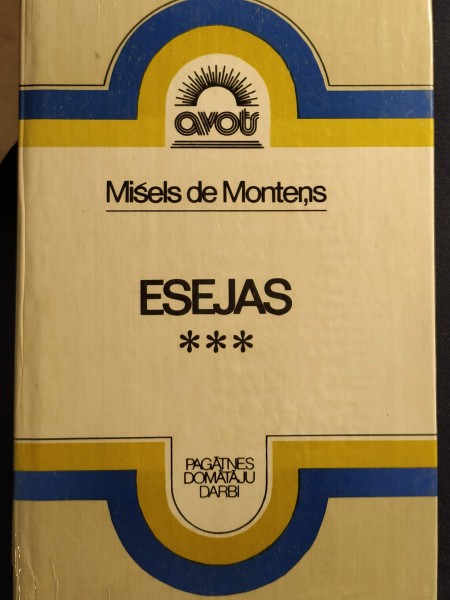 avots
Mišels de Monteņs
ESEJAS
***
PAGĀTNES
DOMĀTĀJU
DARBI